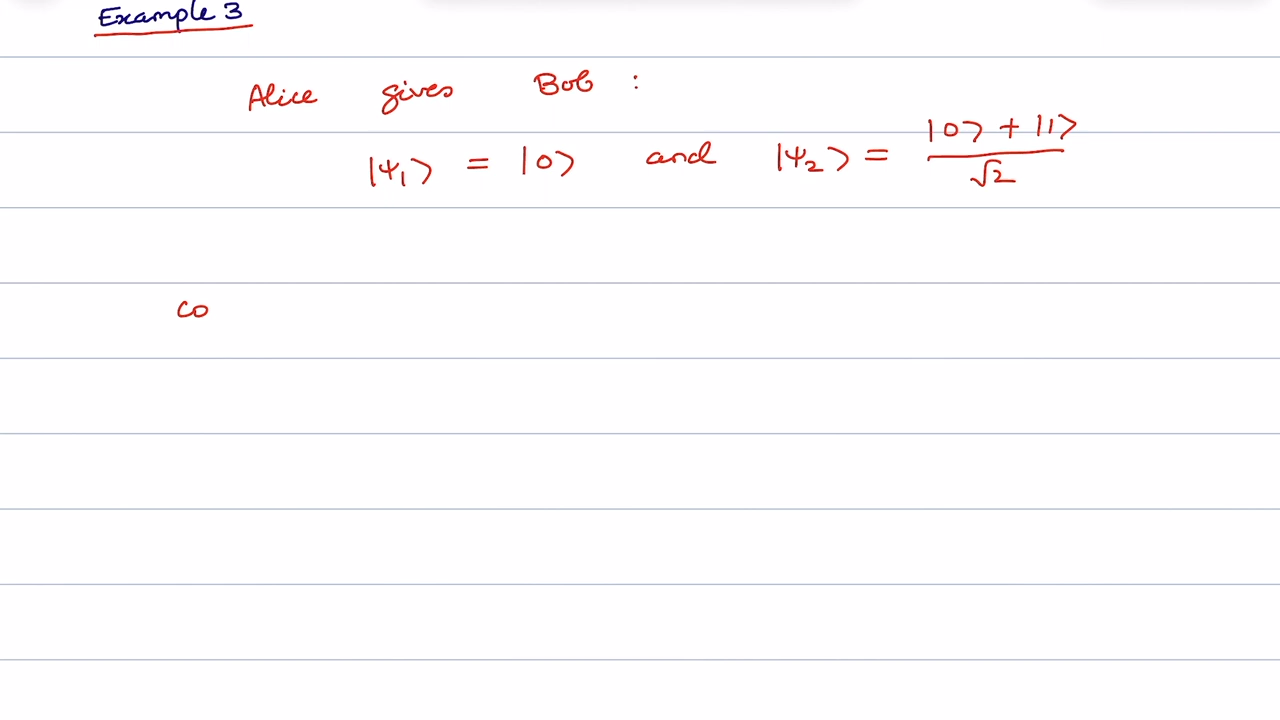 Example 3
Alice gives Bob :
|ψ₁⟩ = |0⟩ and |ψ₂⟩ = (|0⟩ + |1⟩)/√2
co